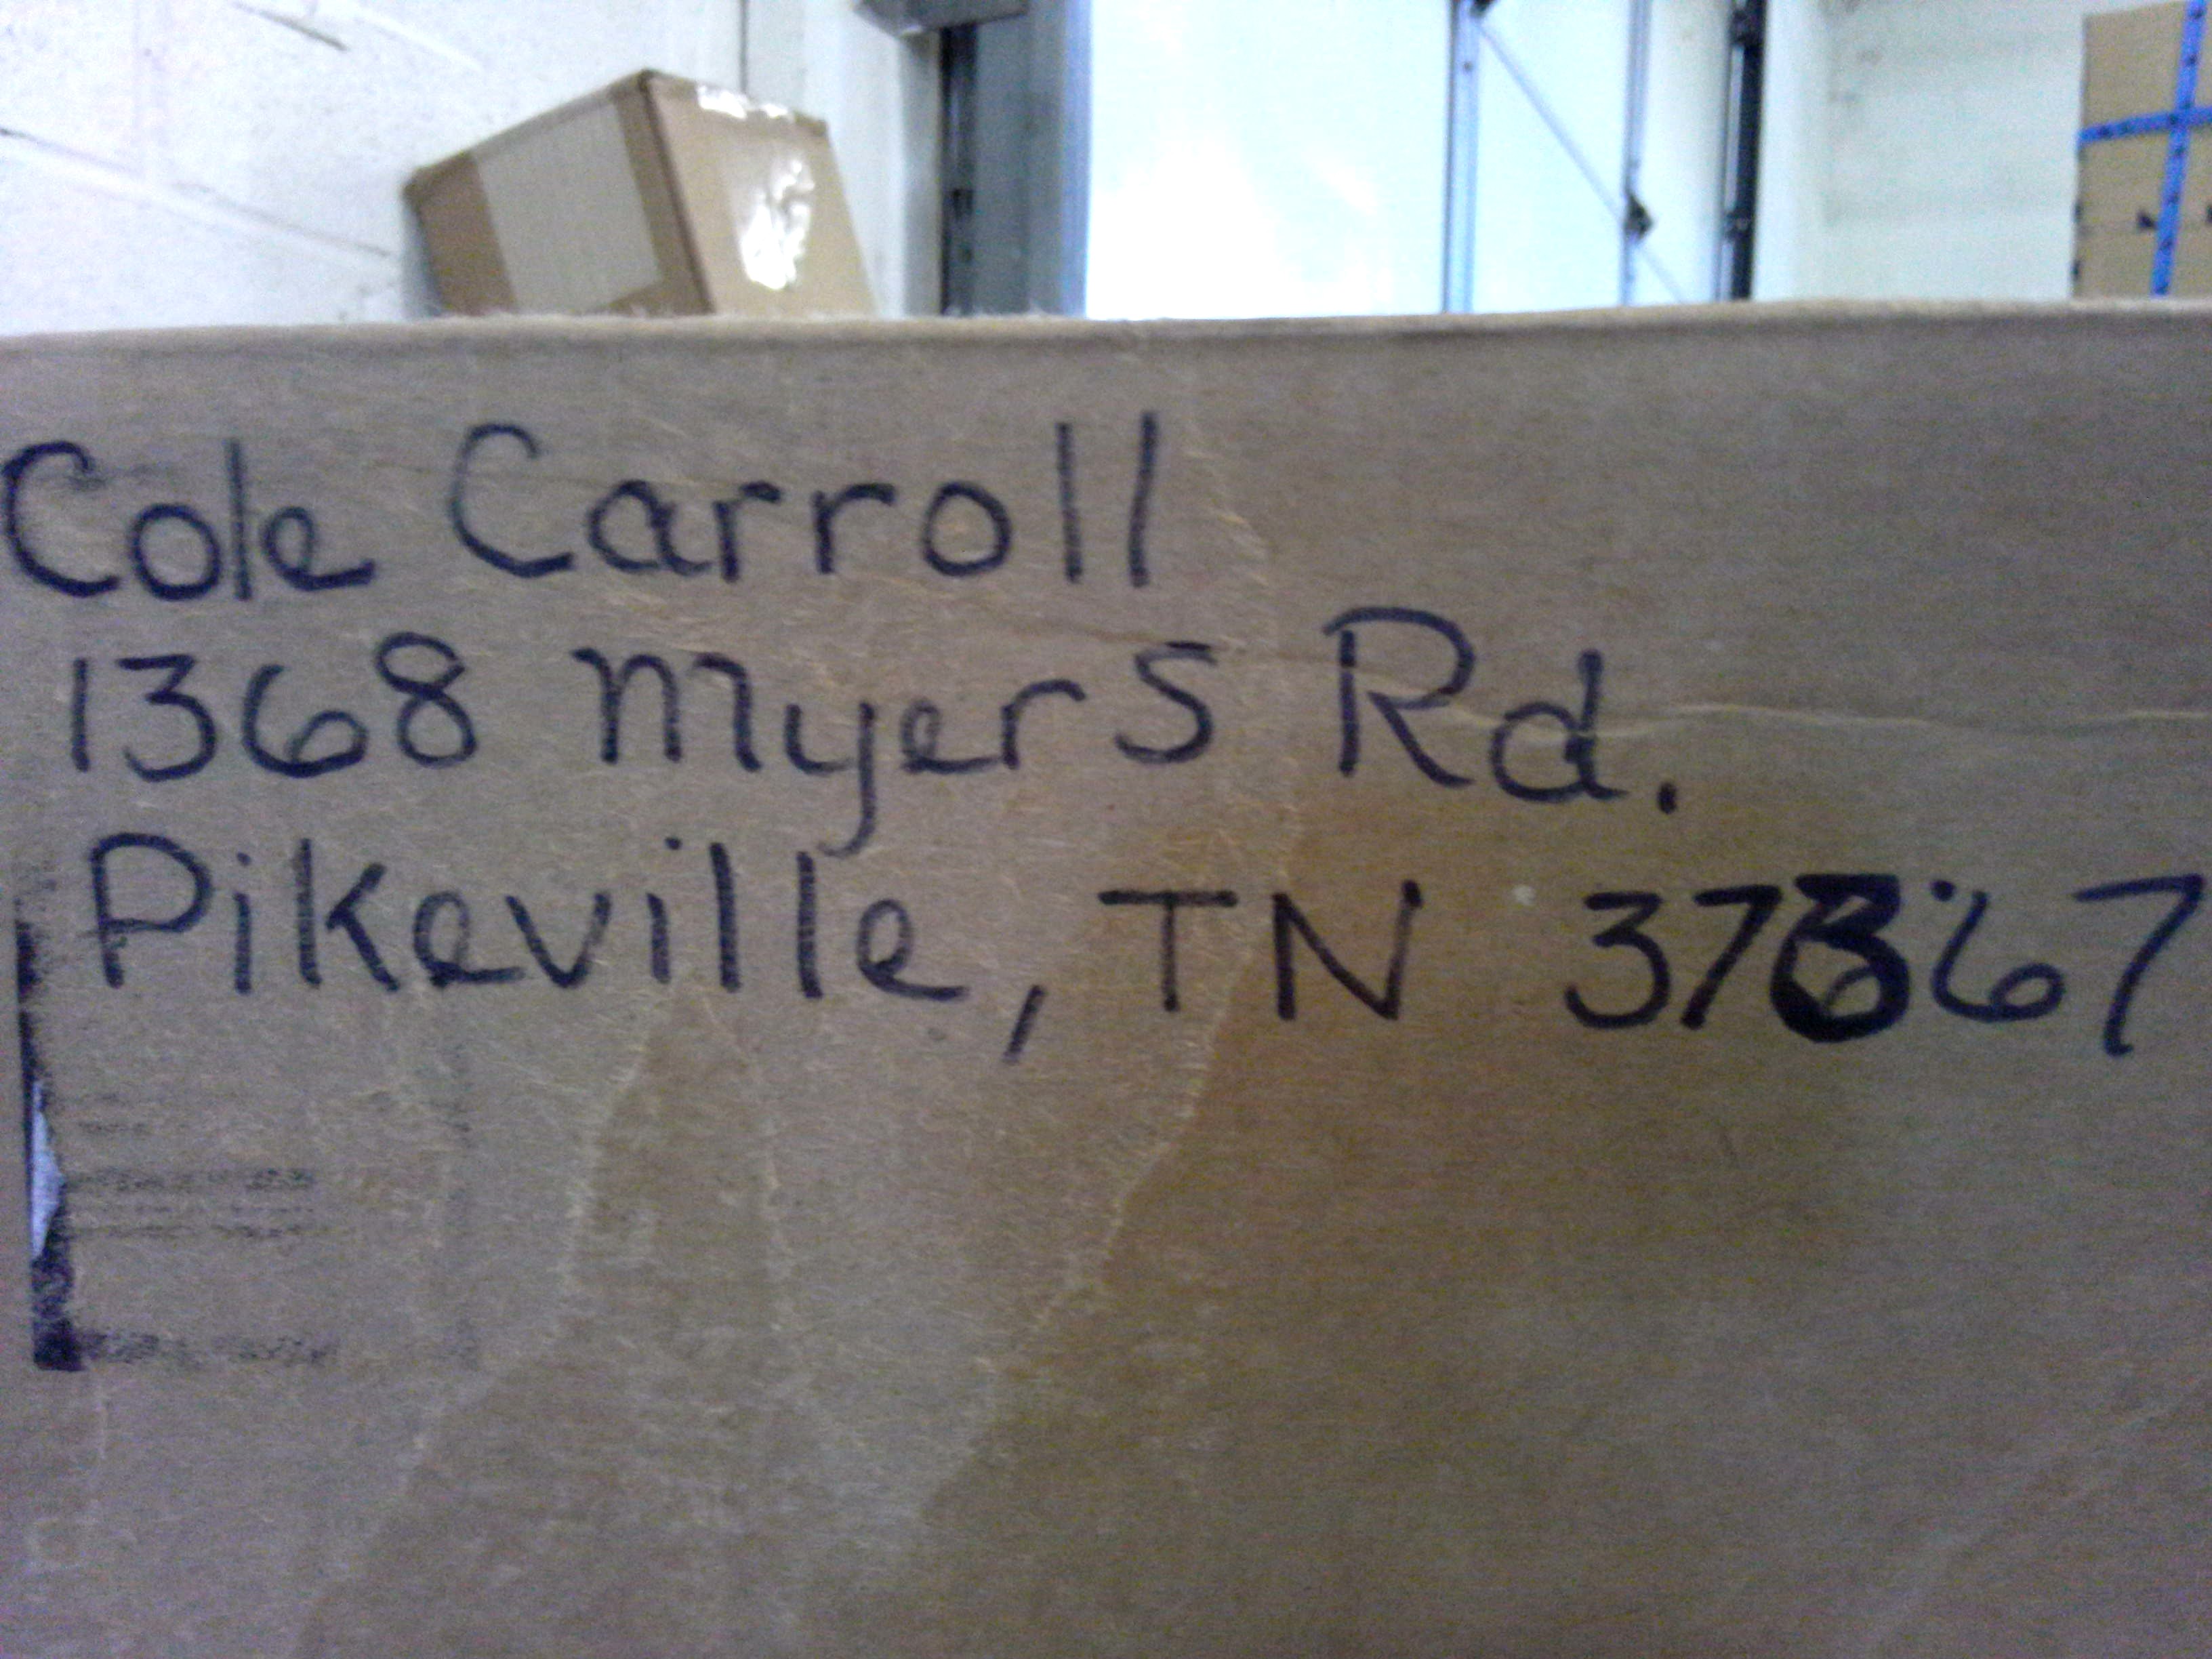 Cole Carroll
1368 Myers Rd.
Pikeville, TN 37367